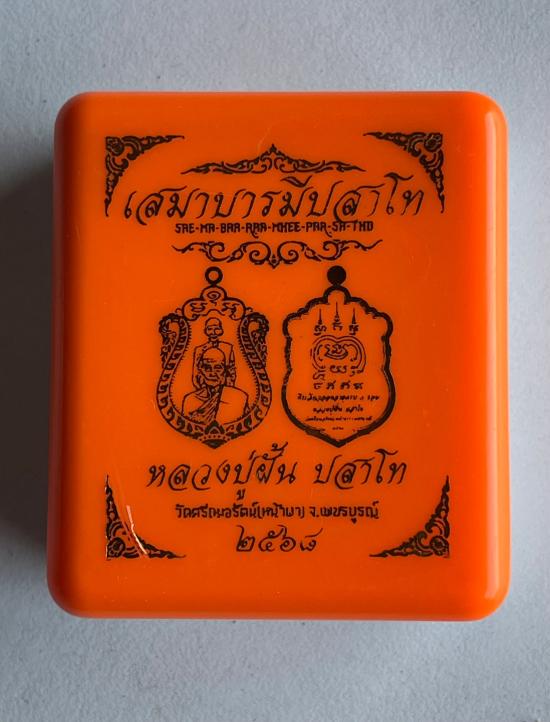 เสมาบารมีปสาโท
SAE-MA-BAA-RAA-MHEE-PAR-SA-THO
หลวงปู่ฝั้น ปสาโท
วัดศรีเมอรัตน์(หน้าผา) จ.เพชรบูรณ์
๒๕๖๘